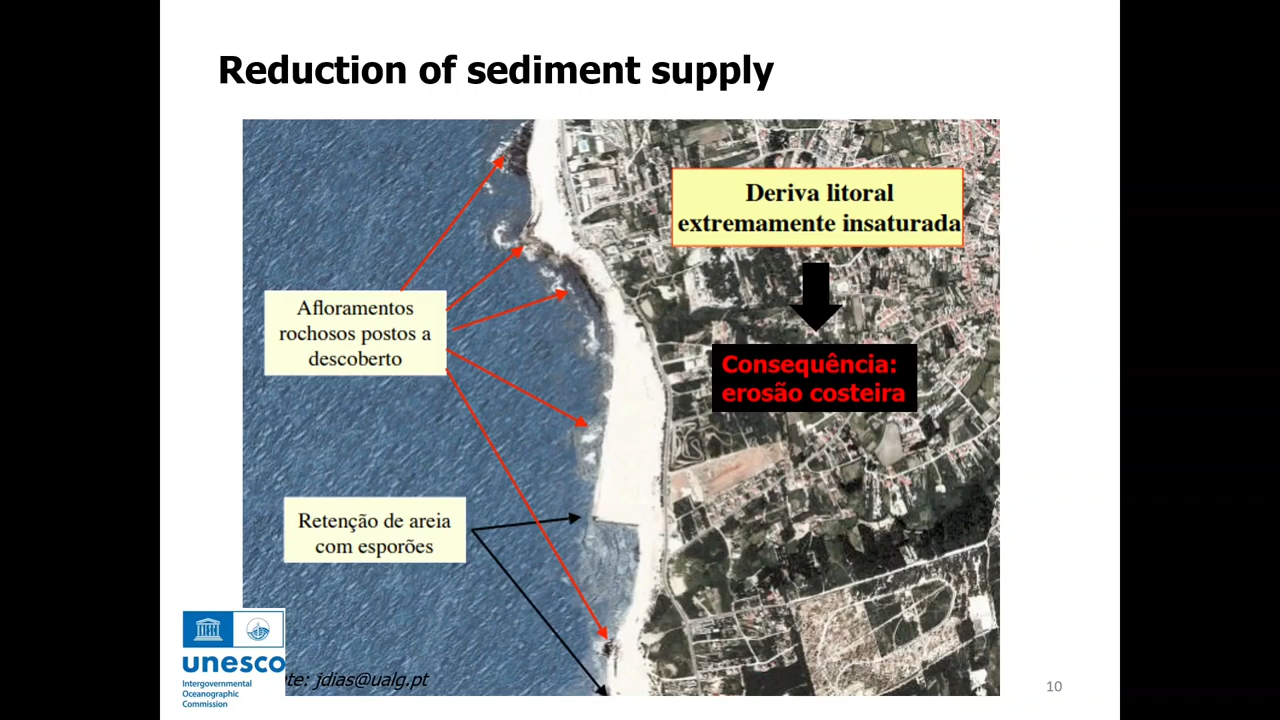 Reduction of sediment supply
Deriva litoral
extremamente insaturada
Afloramentos
rochosos postos a
descoberto
Consequência:
erosão costeira
Retenção de areia
com esporões
unesco
Intergovernmental
Oceanographic
Commission
jdias@ualg.pt
10